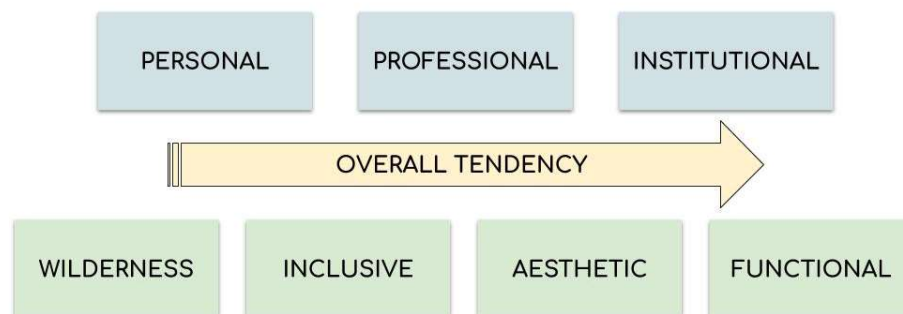 PERSONAL PROFESSIONAL INSTITUTIONAL
OVERALL TENDENCY
WILDERNESS INCLUSIVE AESTHETIC FUNCTIONAL